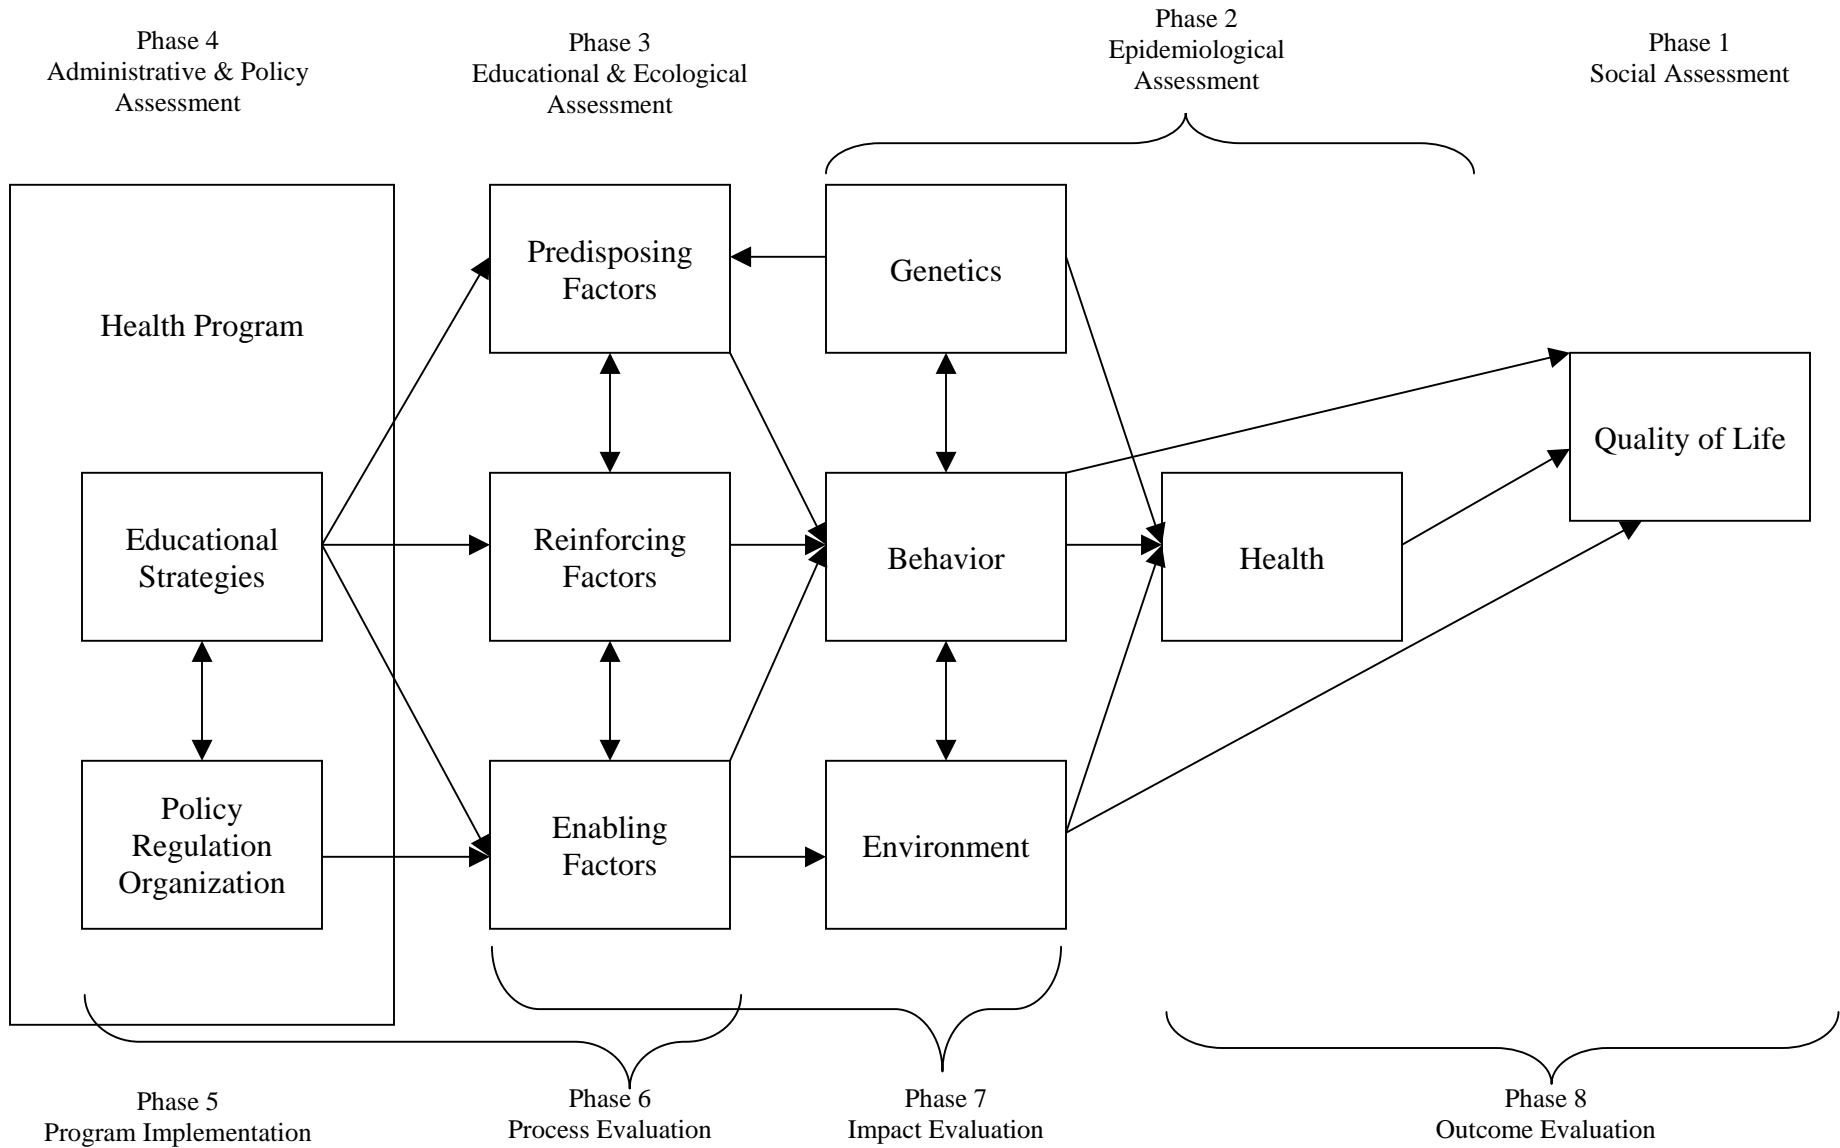 Phase 4
Administrative & Policy
Assessment
Phase 3
Educational & Ecological
Assessment
Phase 2
Epidemiological
Assessment
Phase 1
Social Assessment
Health Program
Predisposing
Factors
Genetics
Quality of Life
Educational
Strategies
Reinforcing
Factors
Behavior
Health
Policy
Regulation
Organization
Enabling
Factors
Environment
Phase 5
Program Implementation
Phase 6
Process Evaluation
Phase 7
Impact Evaluation
Phase 8
Outcome Evaluation